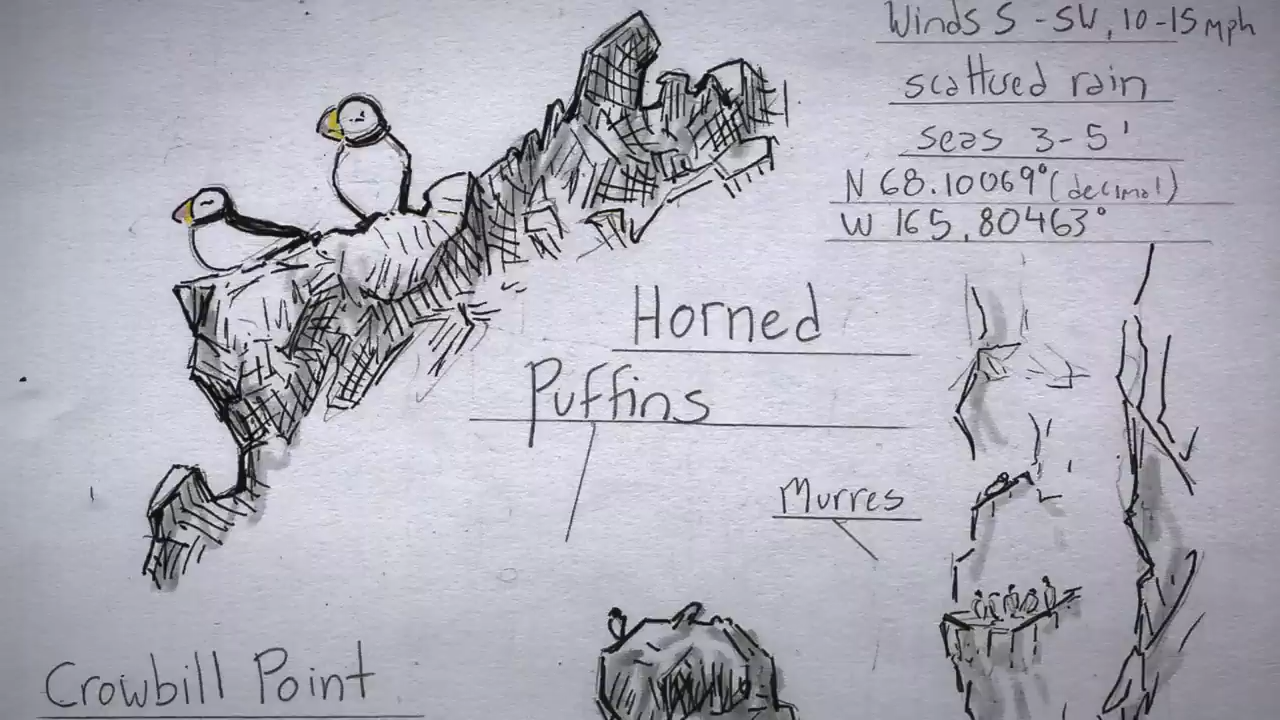 Winds S - SW, 10-15 mph
scattured rain
seas 3-5'
N 68.10069° (decimal)
W 165.80463°
Horned
Puffins
Murres
Crowbill Point